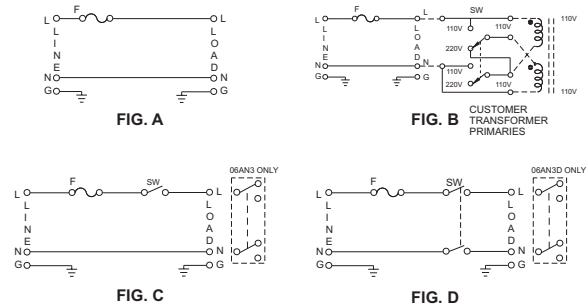 F
L
L
L I N E
L O A D
N
N
G
G
FIG. A
F
SW
L
L
L
110V
110V
110V
L I N E
L O A D
220V
110V
N
N
N
110V
G
G
220V
110V
110V
FIG. B
CUSTOMER
TRANSFORMER
PRIMARIES
F
SW
06AN3 ONLY
L
L
L I N E
L O A D
N
N
G
G
FIG. C
F
SW
06AN3D ONLY
L
L
L I N E
L O A D
N
N
G
G
FIG. D